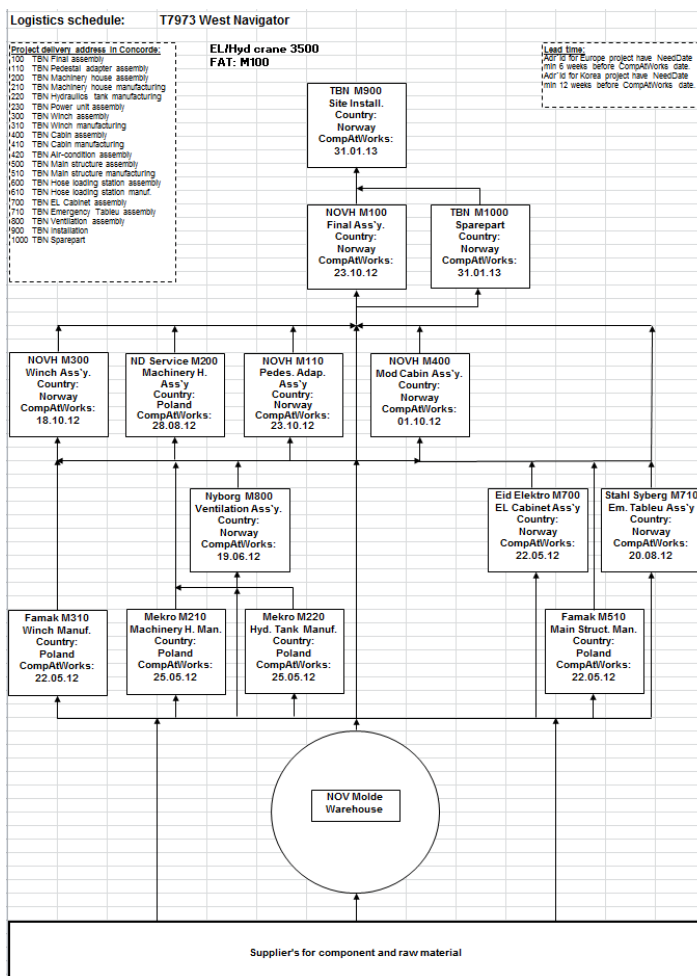 Logistics schedule: T7973 West Navigator
Project delivery address in Concorde:
100 TBN Final assembly
110 TBN Pedestal adapter assembly
200 TBN Machinery house assembly
210 TBN Machinery house manufacturing
220 TBN Hydraulics tank manufacturing
230 TBN Power unit assembly
300 TBN Winch assembly
310 TBN Winch manufacturing
400 TBN Cabin assembly
410 TBN Cabin manufacturing
420 TBN Air-condition assembly
500 TBN Main structure assembly
510 TBN Main structure manufacturing
600 TBN Hose loading station assembly
610 TBN Hose loading station manuf.
700 TBN EL Cabinet assembly
710 TBN Emergency Tableu assembly
800 TBN Ventilation assembly
900 TBN Installation
1000 TBN Sparepart
EL/Hyd crane 3500
FAT: M100
Lead time:
Adr'id for Europe project have NeedDate
min 6 weeks before CompAtWorks date.
Adr'id for Korea project have NeedDate
min 12 weeks before CompAtWorks date.
TBN M900
Site Install.
Country:
Norway
CompAtWorks:
31.01.13
NOVH M100
Final Ass'y.
Country:
Norway
CompAtWorks:
23.10.12
TBN M1000
Sparepart
Country:
Norway
CompAtWorks:
31.01.13
NOVH M300
Winch Ass'y.
Country:
Norway
CompAtWorks:
18.10.12
ND Service M200
Machinery H.
Ass'y
Country:
Poland
CompAtWorks:
28.08.12
NOVH M110
Pedes. Adap.
Ass'y
Country:
Norway
CompAtWorks:
23.10.12
NOVH M400
Mod Cabin Ass'y.
Country:
Norway
CompAtWorks:
01.10.12
Nyborg M800
Ventilation Ass'y.
Country:
Norway
CompAtWorks:
19.06.12
Eid Elektro M700
EL Cabinet Ass'y
Country:
Norway
CompAtWorks:
22.05.12
Stahl Syberg M710
Em. Tableu Ass'y
Country:
Norway
CompAtWorks:
20.08.12
Famak M310
Winch Manuf.
Country:
Poland
CompAtWorks:
22.05.12
Mekro M210
Machinery H. Man.
Country:
Poland
CompAtWorks:
25.05.12
Mekro M220
Hyd. Tank Manuf.
Country:
Poland
CompAtWorks:
25.05.12
Famak M510
Main Struct. Man.
Country:
Poland
CompAtWorks:
22.05.12
NOV Molde
Warehouse
Supplier's for component and raw material